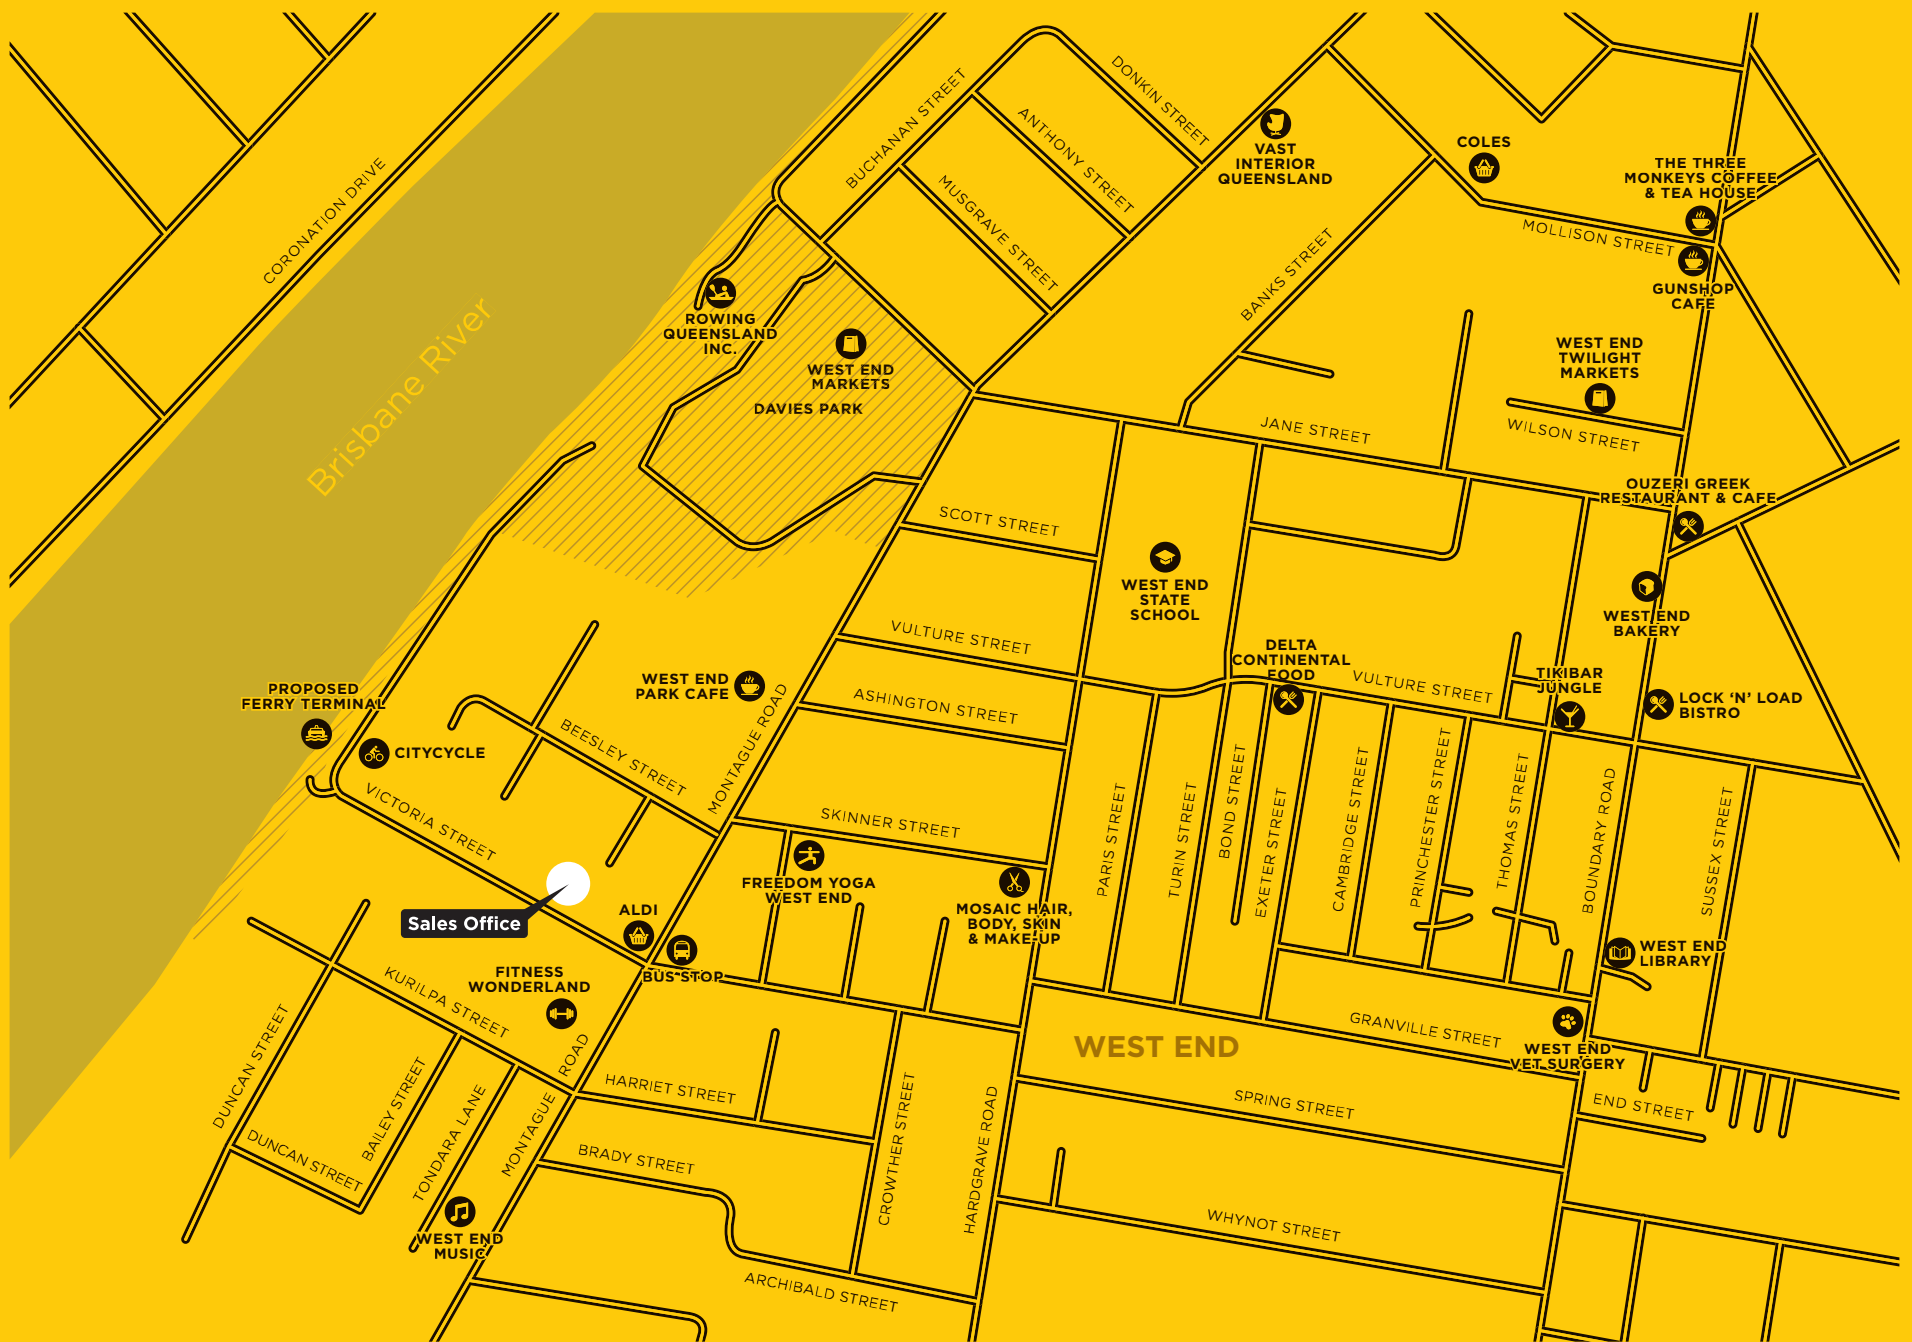 DONKIN STREET
BUCHANAN STREET
ANTHONY STREET
MUSGRAVE STREET
VAST
INTERIOR
QUEENSLAND
COLES
THE THREE
MONKEYS COFFEE
& TEA HOUSE
MOLLISON STREET
GUNSHOP
CAFE
CORONATION DRIVE
Brisbane River
BANKS STREET
ROWING
QUEENSLAND
INC.
WEST END
MARKETS
DAVIES PARK
WEST END
TWILIGHT
MARKETS
WILSON STREET
JANE STREET
OUZERI GREEK
RESTAURANT & CAFE
SCOTT STREET
WEST END
STATE
SCHOOL
WEST END
BAKERY
VULTURE STREET
DELTA
CONTINENTAL
FOOD
VULTURE STREET
TIKIBAR
JUNGLE
LOCK ‘N’ LOAD
BISTRO
WEST END
PARK CAFE
ASHINGTON STREET
MONTAGUE ROAD
PROPOSED
FERRY TERMINAL
CITYCYCLE
BEESLEY STREET
VICTORIA STREET
SKINNER STREET
PARIS STREET
TURIN STREET
BOND STREET
EXETER STREET
CAMBRIDGE STREET
PRINCHESTER STREET
THOMAS STREET
BOUNDARY ROAD
SUSSEX STREET
FREEDOM YOGA
WEST END
MOSAIC HAIR,
BODY, SKIN
& MAKE-UP
Sales Office
ALDI
BUS STOP
WEST END
LIBRARY
FITNESS
WONDERLAND
KURILPA STREET
DUNCAN STREET
DUNCAN STREET
BAILEY STREET
TONDARA LANE
MONTAGUE ROAD
HARRIET STREET
WEST END
GRANVILLE STREET
WEST END
VET SURGERY
END STREET
SPRING STREET
CROWTHER STREET
HARDGRAVE ROAD
BRADY STREET
WEST END
MUSIC
WHYNOT STREET
ARCHIBALD STREET